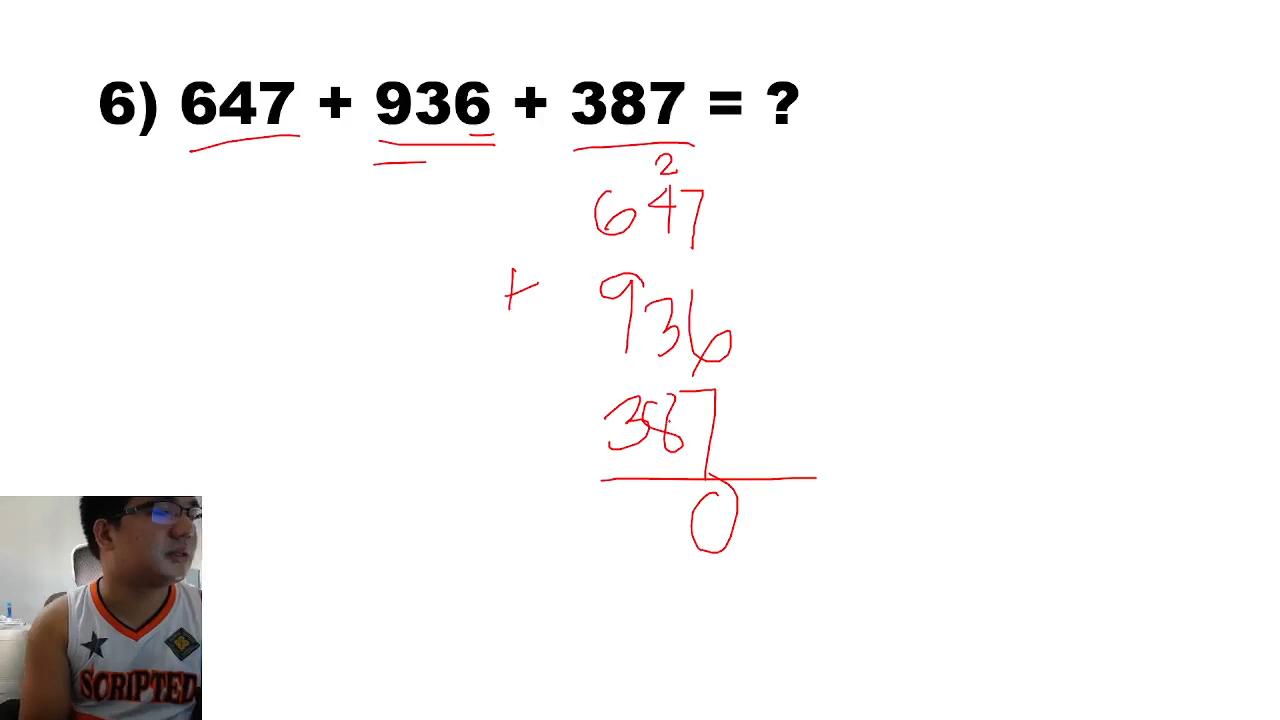 6) 647 + 936 + 387 = ?
2
647
+ 936
387
0
SCRIPTED